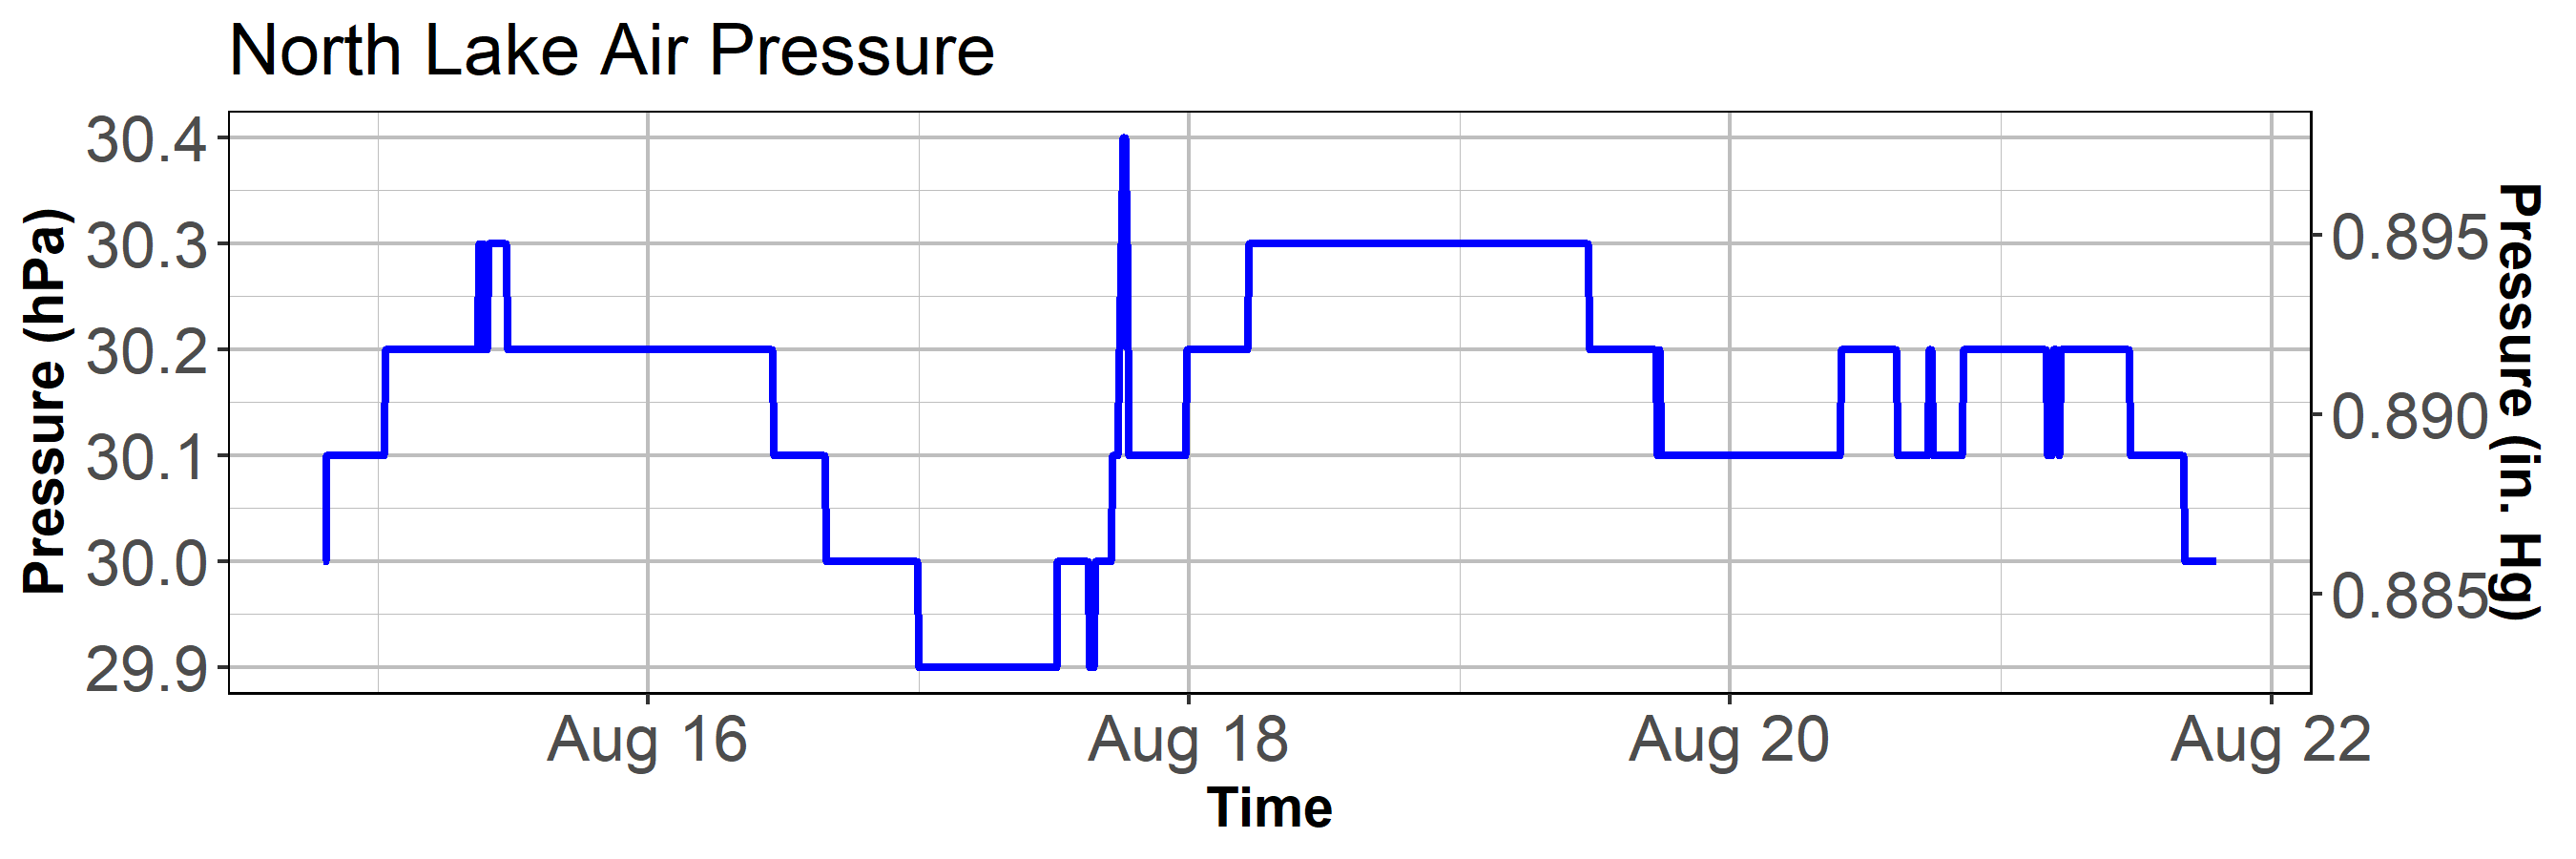 North Lake Air Pressure
30.4
30.3
30.2
30.1
30.0
29.9
Pressure (hPa)
0.895
0.890
0.885
Pressure (in. Hg)
Aug 16 Aug 18 Aug 20 Aug 22
Time